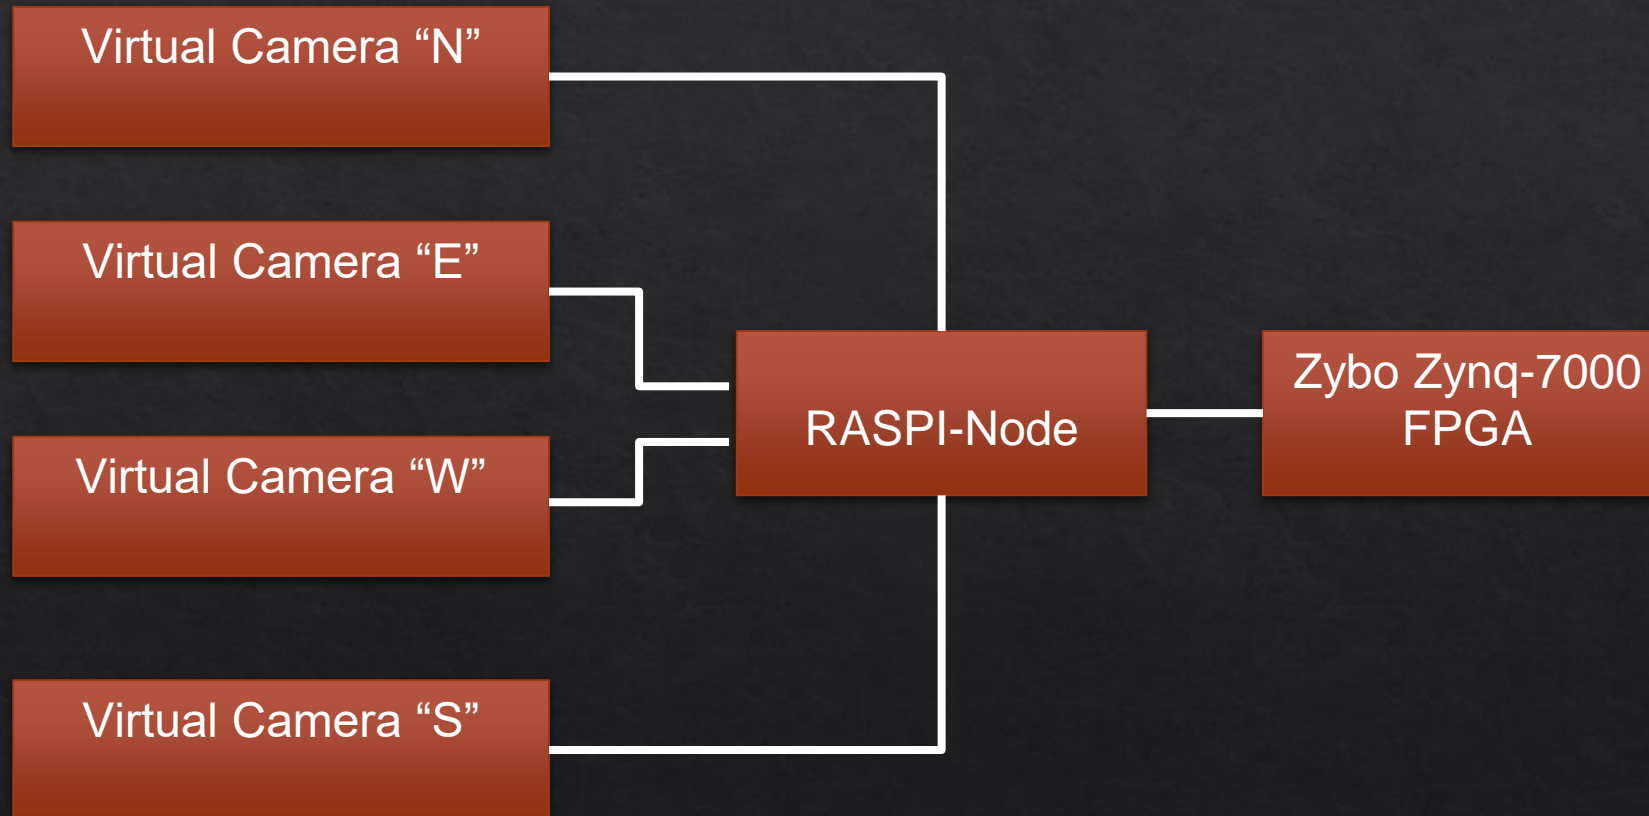 Virtual Camera “N”
Virtual Camera “E”
Virtual Camera “W”
Virtual Camera “S”
RASPI-Node
Zybo Zynq-7000
FPGA